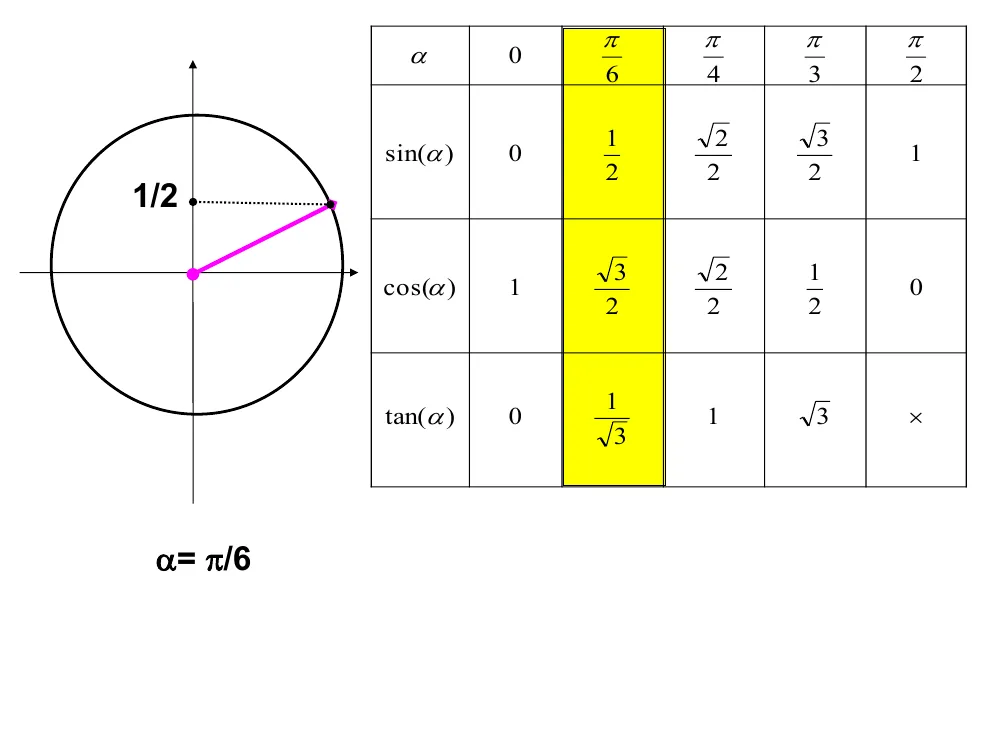 α 0 π/6 π/4 π/3 π/2
sin(α) 0 1/2 √2/2 √3/2 1
cos(α) 1 √3/2 √2/2 1/2 0
tan(α) 0 1/√3 1 √3 ×
1/2
α= π/6